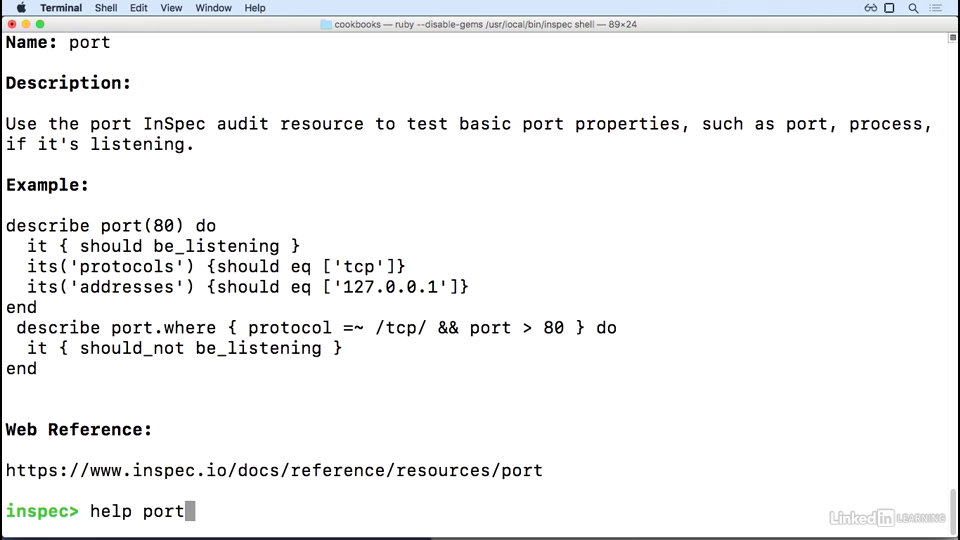 Terminal Shell Edit View Window Help
cookbooks — ruby --disable-gems /usr/local/bin/inspec shell — 89×24
Name: port
Description:
Use the port InSpec audit resource to test basic port properties, such as port, process,
if it's listening.
Example:
describe port(80) do
  it { should be_listening }
  its('protocols') {should eq ['tcp']}
  its('addresses') {should eq ['127.0.0.1']}
end
 describe port.where { protocol =~ /tcp/ && port > 80 } do
  it { should_not be_listening }
end
Web Reference:
https://www.inspec.io/docs/reference/resources/port
inspec> help port
Linked in LEARNING